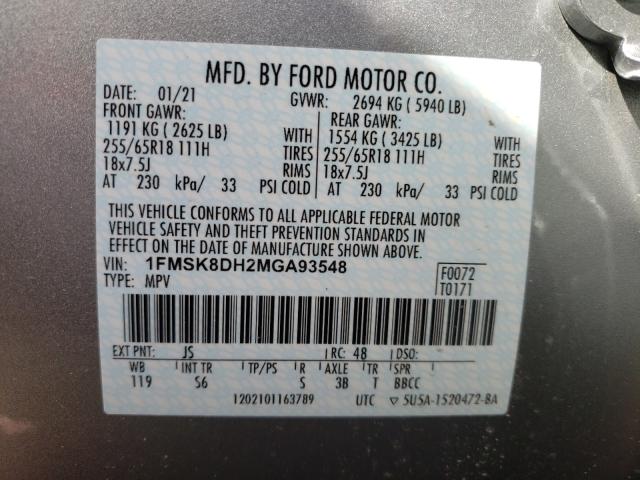 MFD. BY FORD MOTOR CO.
DATE: 01/21 GVWR: 2694 KG ( 5940 LB)
FRONT GAWR: REAR GAWR:
1191 KG ( 2625 LB) WITH 1554 KG ( 3425 LB) WITH
255/65R18 111H TIRES 255/65R18 111H TIRES
18x7.5J RIMS 18x7.5J RIMS
AT 230 kPa/ 33 PSI COLD AT 230 kPa/ 33 PSI COLD
THIS VEHICLE CONFORMS TO ALL APPLICABLE FEDERAL MOTOR
VEHICLE SAFETY AND THEFT PREVENTION STANDARDS IN
EFFECT ON THE DATE OF MANUFACTURE SHOWN ABOVE.
VIN: 1FMSK8DH2MGA93548 F0072
TYPE: MPV T0171
EXT PNT: JS RC: 48 DSO:
WB INT TR TP/PS R AXLE TR SPR
119 S6 S 3B T BBCC
1202101163789 UTC ▽ 5U5A-1520472-BA